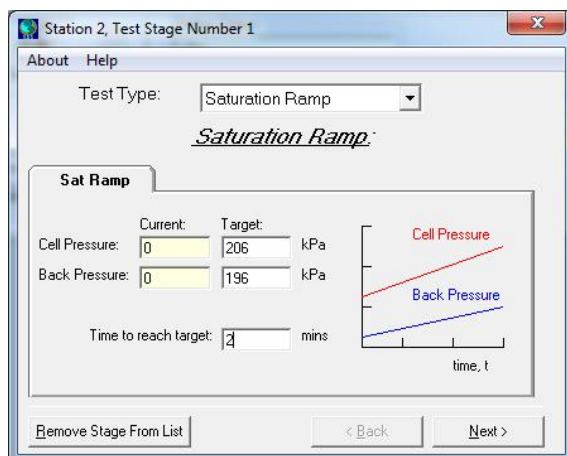 Station 2, Test Stage Number 1
About Help
Test Type: Saturation Ramp
Saturation Ramp:
Sat Ramp
Current: Target:
Cell Pressure: 0 206 kPa
Back Pressure: 0 196 kPa
Time to reach target: 2 mins
Cell Pressure
Back Pressure
time, t
Remove Stage From List < Back Next >